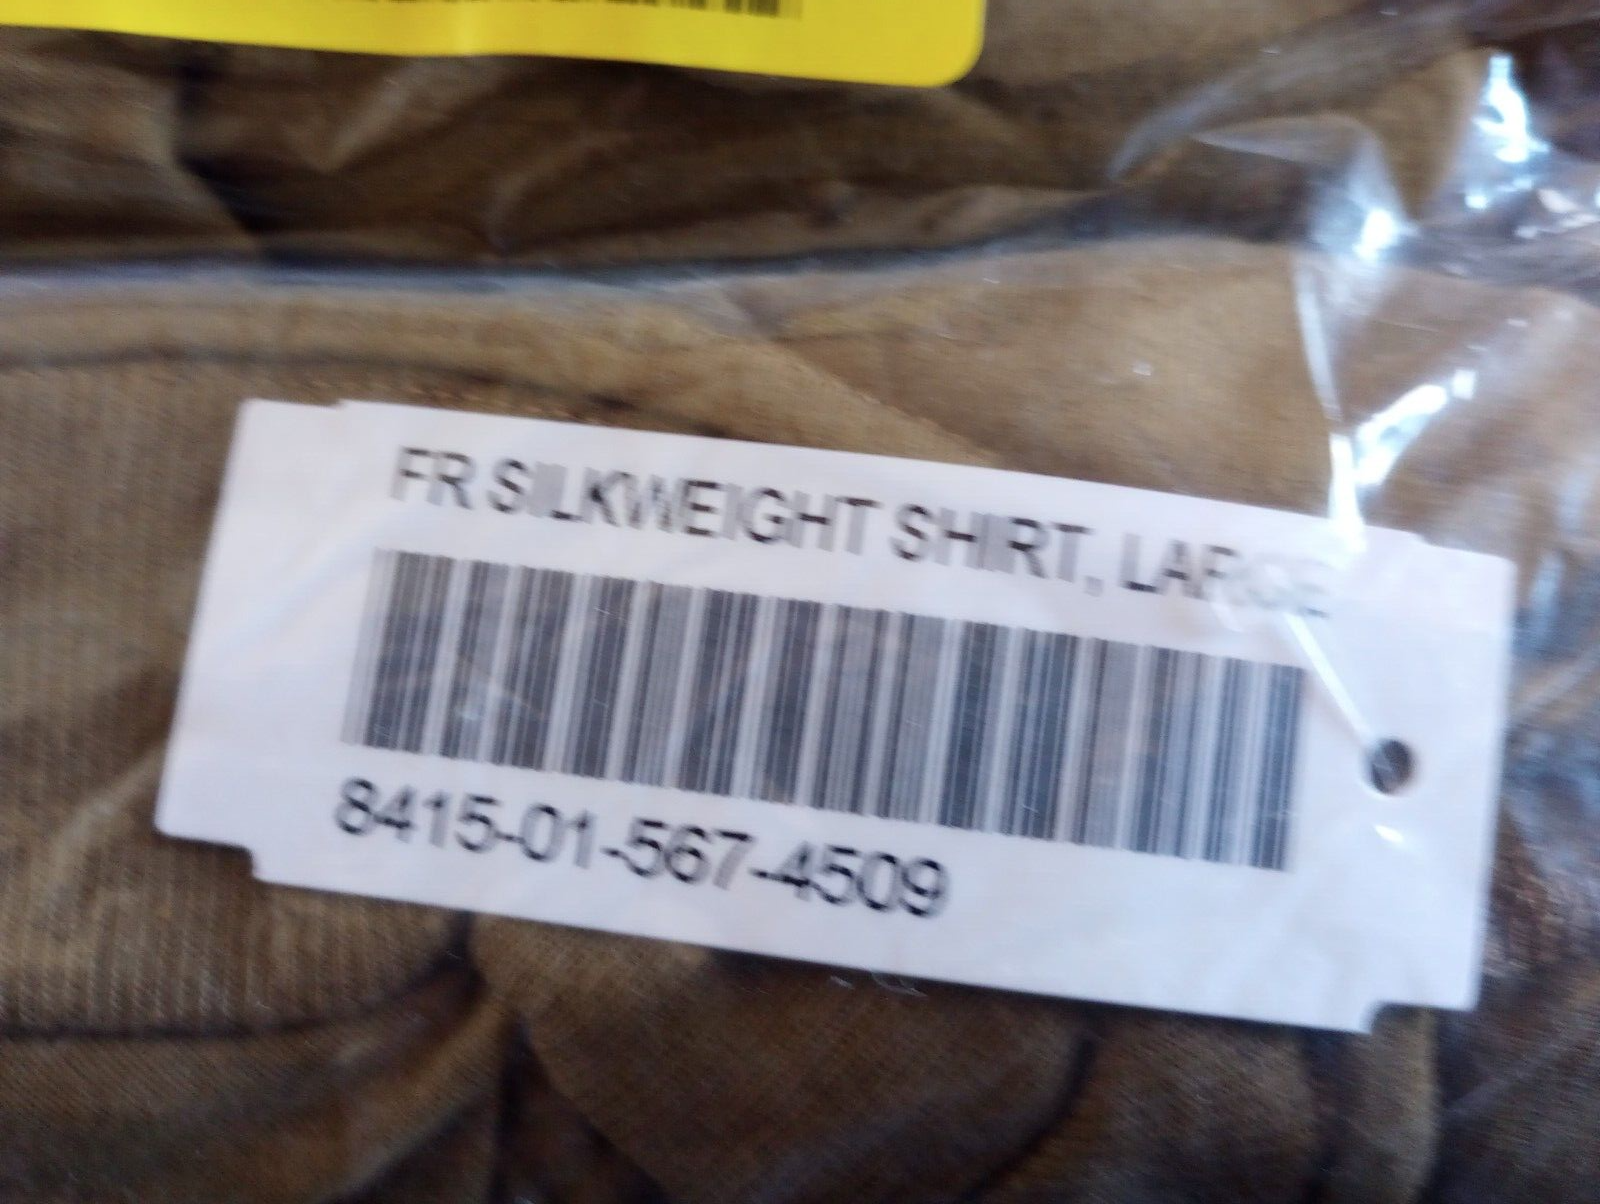 FR SILKWEIGHT SHIRT, LARGE
8415-01-567-4509